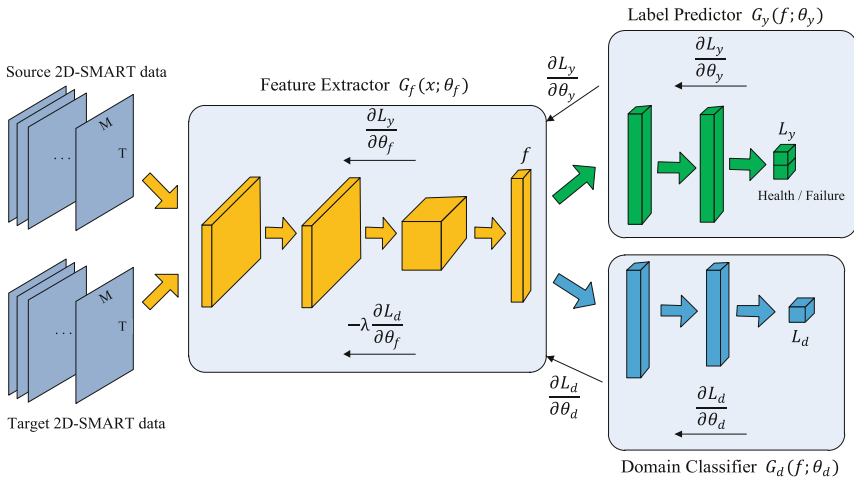 Label Predictor G_y(f; θ_y)
Source 2D-SMART data
M
T
. . .
Feature Extractor G_f(x; θ_f)
∂L_y/∂θ_f
f
∂L_y/∂θ_y
∂L_y/∂θ_y
L_y
Health / Failure
M
T
. . .
Target 2D-SMART data
−λ ∂L_d/∂θ_f
∂L_d/∂θ_d
L_d
∂L_d/∂θ_d
Domain Classifier G_d(f; θ_d)